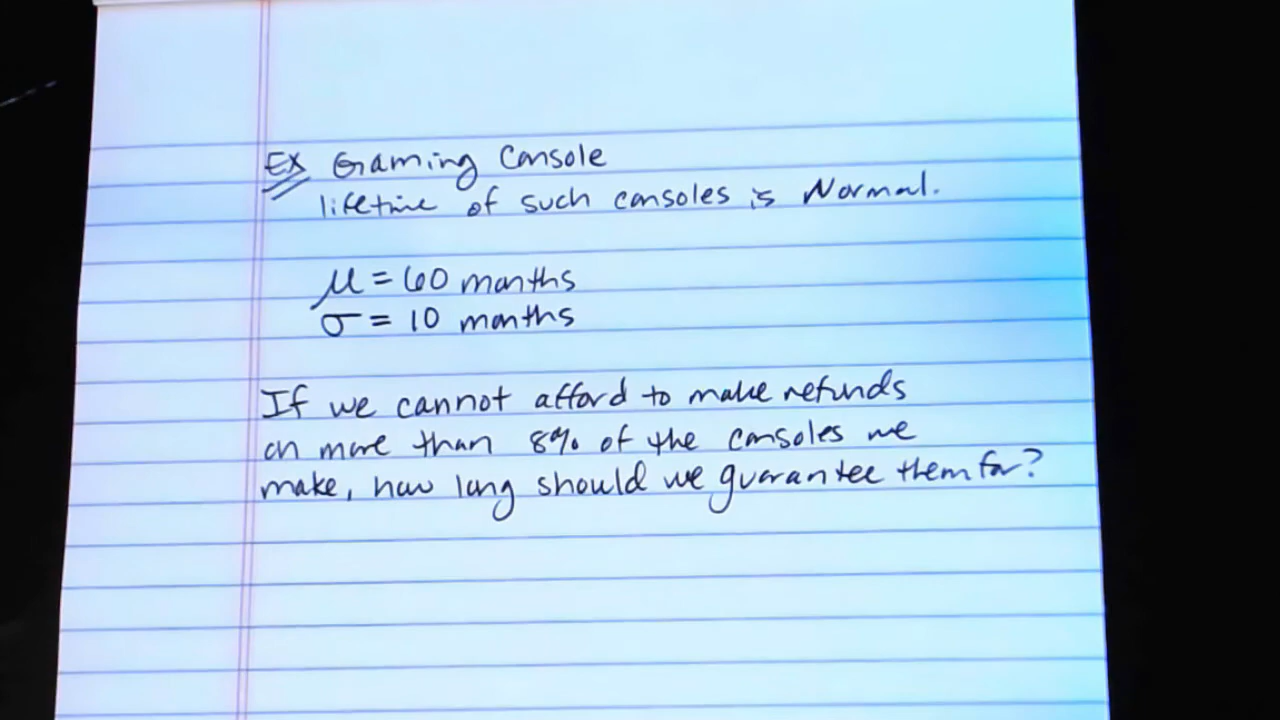 Ex Gaming Console
lifetime of such consoles is Normal.
μ = 60 months
σ = 10 months
If we cannot afford to make refunds
on more than 8% of the consoles we
make, how long should we guarantee them for?